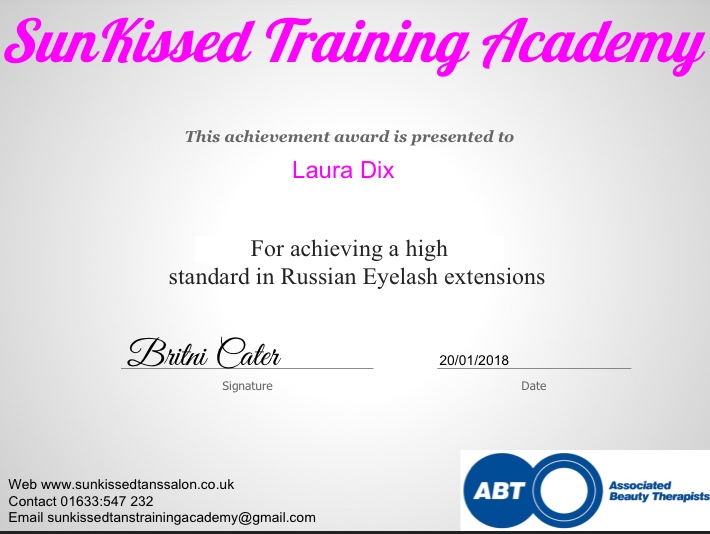 SunKissed Training Academy
This achievement award is presented to
Laura Dix
For achieving a high
standard in Russian Eyelash extensions
Britni Cater
20/01/2018
Signature
Date
Web www.sunkissedtanssalon.co.uk
Contact 01633:547 232
Email sunkissedtanstrainingacademy@gmail.com
ABT
Associated
Beauty Therapists